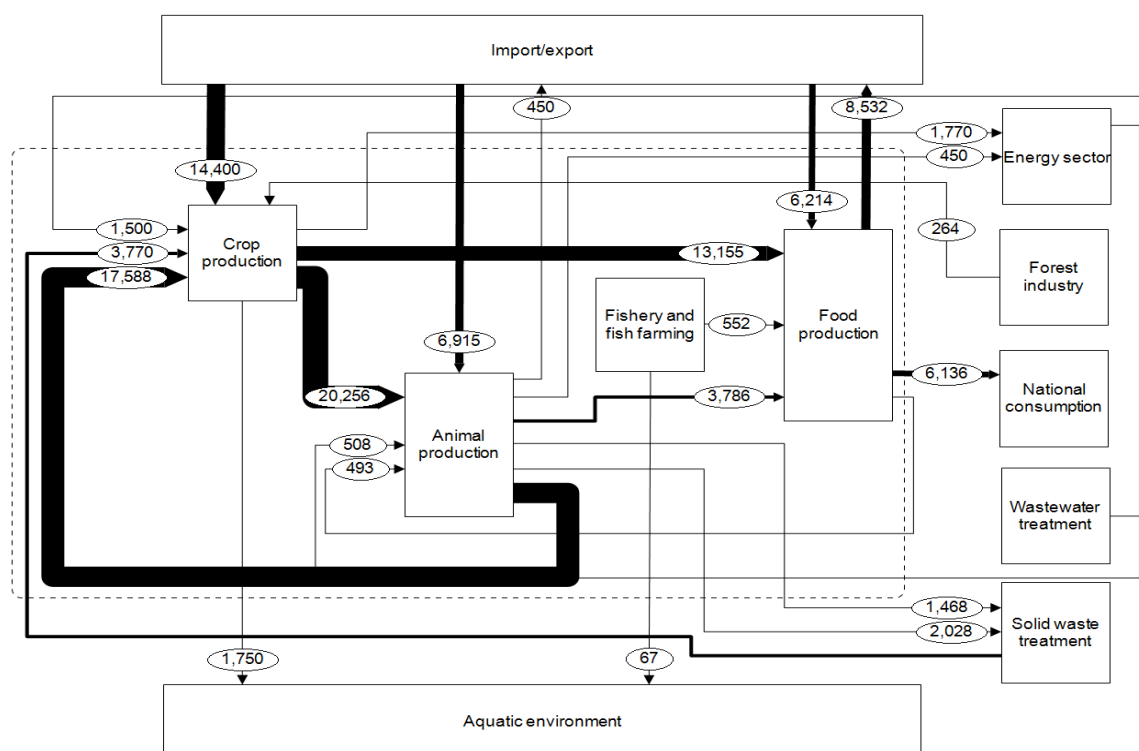 Import/export
450
8,532
1,770
450
Energy sector
14,400
6,214
264
1,500
3,770
17,588
Crop
production
13,155
Forest
industry
Fishery and
fish farming
552
Food
production
6,915
6,136
National
consumption
20,256
3,786
508
493
Animal
production
Wastewater
treatment
1,468
2,028
Solid waste
treatment
1,750
67
Aquatic environment